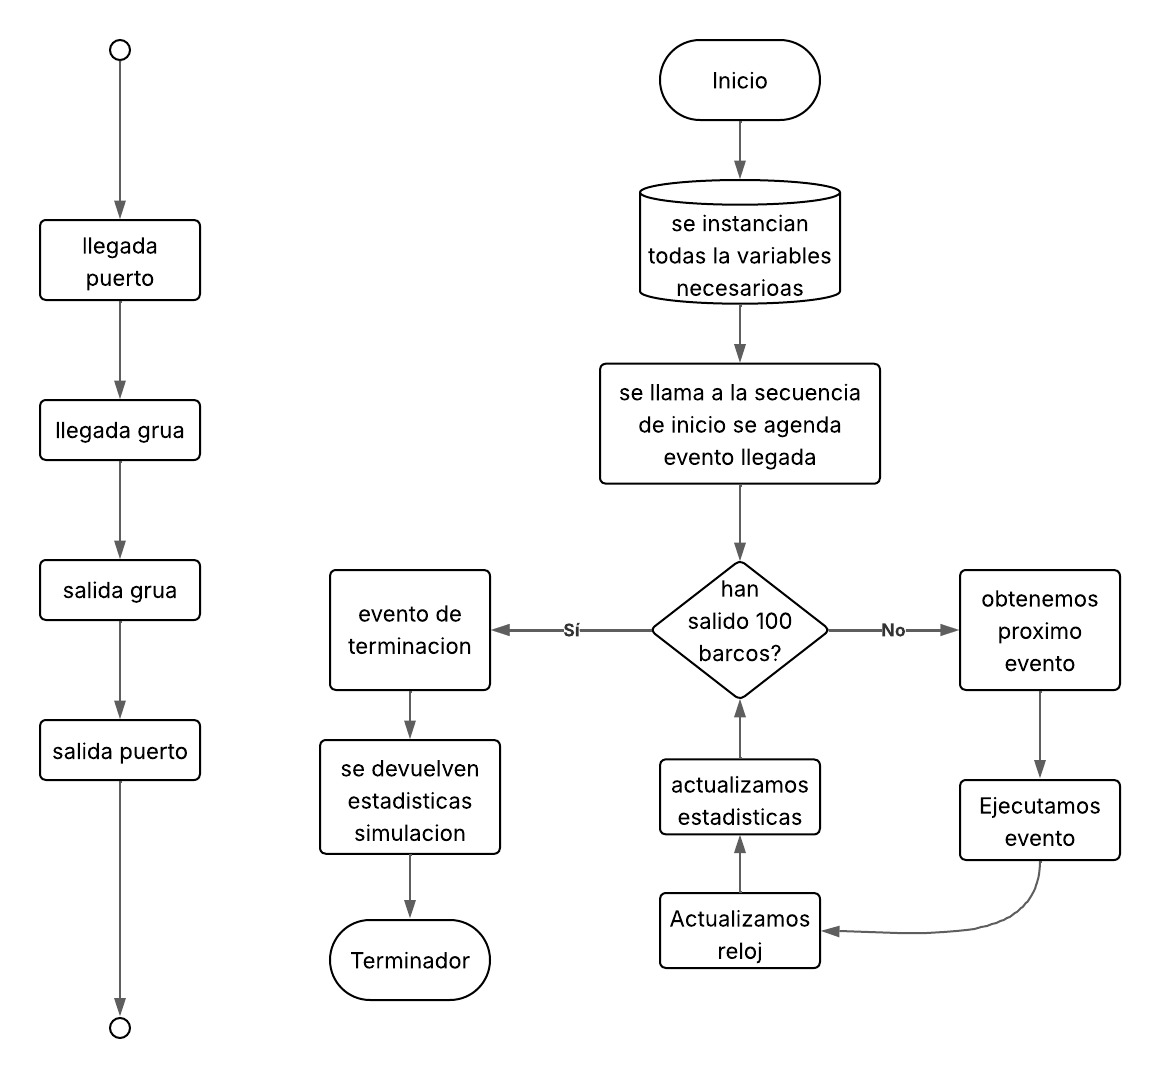 llegada
puerto
llegada grua
salida grua
salida puerto
Inicio
se instancian
todas la variables
necesarioas
se llama a la secuencia
de inicio se agenda
evento llegada
han
salido 100
barcos?
Sí
No
evento de
terminacion
se devuelven
estadisticas
simulacion
Terminador
obtenemos
proximo
evento
Ejecutamos
evento
Actualizamos
reloj
actualizamos
estadisticas